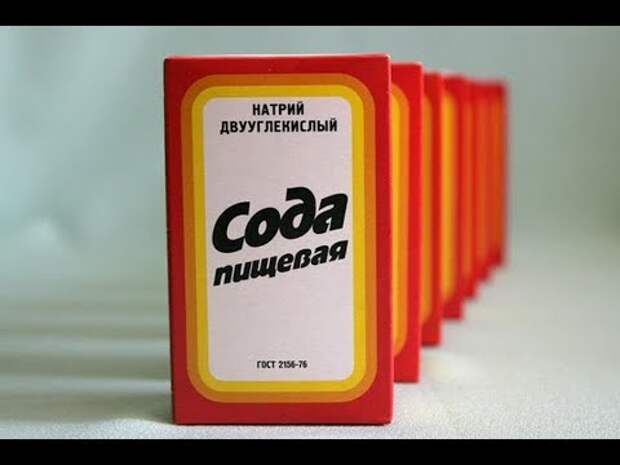 НАТРИЙ
ДВУУГЛЕКИСЛЫЙ
Сода
пищевая
ГОСТ 2156-76